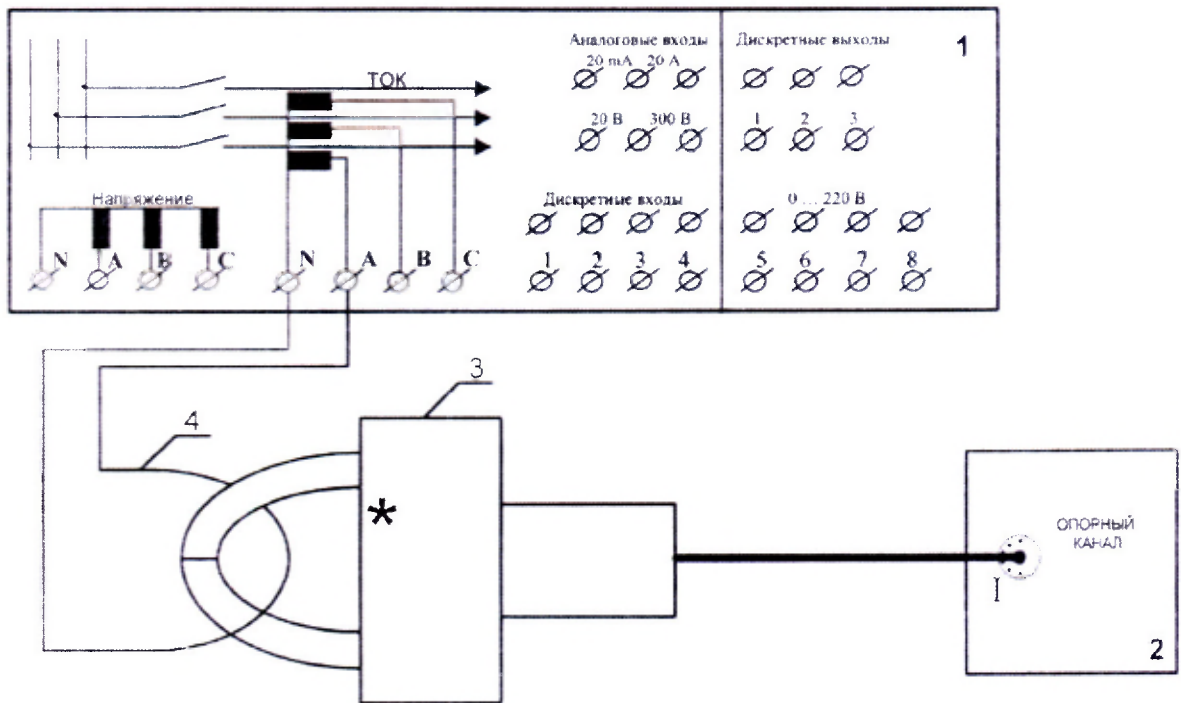 Аналоговые входы Дискретные выходы 1
20 mA 20 А
ТОК
20 В 300 В 1 2 3
Напряжение Дискретные входы 0 ... 220 В
N A B C N A B C 1 2 3 4 5 6 7 8
3
4
*
ОПОРНЫЙ
КАНАЛ
I
2